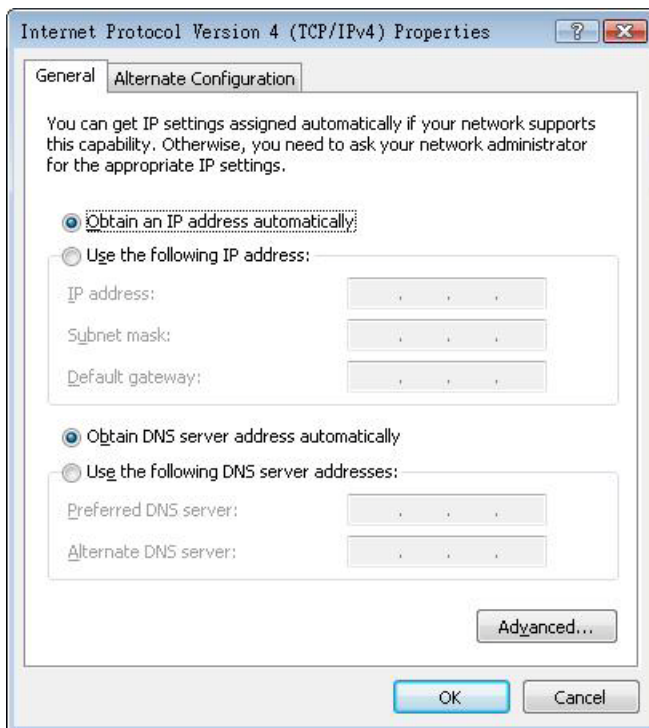 Internet Protocol Version 4 (TCP/IPv4) Properties
General
Alternate Configuration
You can get IP settings assigned automatically if your network supports
this capability. Otherwise, you need to ask your network administrator
for the appropriate IP settings.
Obtain an IP address automatically
Use the following IP address:
IP address:
Subnet mask:
Default gateway:
Obtain DNS server address automatically
Use the following DNS server addresses:
Preferred DNS server:
Alternate DNS server:
Advanced...
OK
Cancel